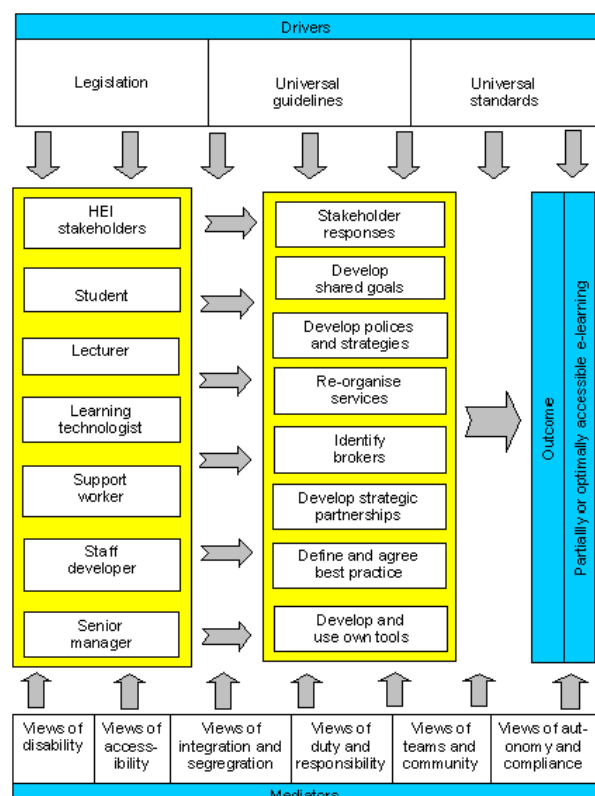 Drivers
Legislation
Universal
guidelines
Universal
standards
HEI
stakeholders
Student
Lecturer
Learning
technologist
Support
worker
Staff
developer
Senior
manager
Stakeholder
responses
Develop
shared goals
Develop polices
and strategies
Re-organise
services
Identify
brokers
Develop strategic
partnerships
Define and agree
best practice
Develop and
use own tools
Outcome
Partiallly or optimally accessible e-learning
Views of
disability
Views of
access-
ibility
Views of
integration and
segregration
Views of
duty and
responsibility
Views of
teams and
community
Views of aut-
onomy and
compliance
Mediators